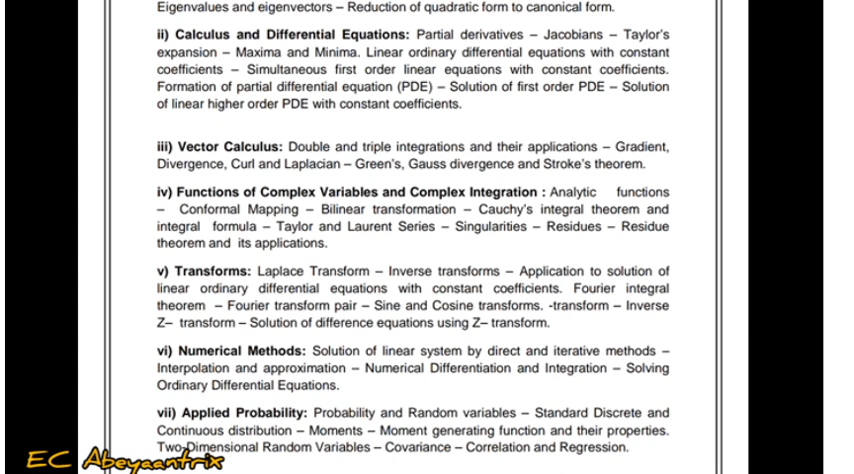 Eigenvalues and eigenvectors – Reduction of quadratic form to canonical form.
ii) Calculus and Differential Equations: Partial derivatives – Jacobians – Taylor's
expansion – Maxima and Minima. Linear ordinary differential equations with constant
coefficients – Simultaneous first order linear equations with constant coefficients.
Formation of partial differential equation (PDE) – Solution of first order PDE – Solution
of linear higher order PDE with constant coefficients.
iii) Vector Calculus: Double and triple integrations and their applications – Gradient,
Divergence, Curl and Laplacian – Green's, Gauss divergence and Stroke's theorem.
iv) Functions of Complex Variables and Complex Integration : Analytic functions
– Conformal Mapping – Bilinear transformation – Cauchy's integral theorem and
integral formula – Taylor and Laurent Series – Singularities – Residues – Residue
theorem and its applications.
v) Transforms: Laplace Transform – Inverse transforms – Application to solution of
linear ordinary differential equations with constant coefficients. Fourier integral
theorem – Fourier transform pair – Sine and Cosine transforms. -transform – Inverse
Z– transform – Solution of difference equations using Z– transform.
vi) Numerical Methods: Solution of linear system by direct and iterative methods –
Interpolation and approximation – Numerical Differentiation and Integration – Solving
Ordinary Differential Equations.
vii) Applied Probability: Probability and Random variables – Standard Discrete and
Continuous distribution – Moments – Moment generating function and their properties.
Two-Dimensional Random Variables – Covariance – Correlation and Regression.
EC Abeyaantrix